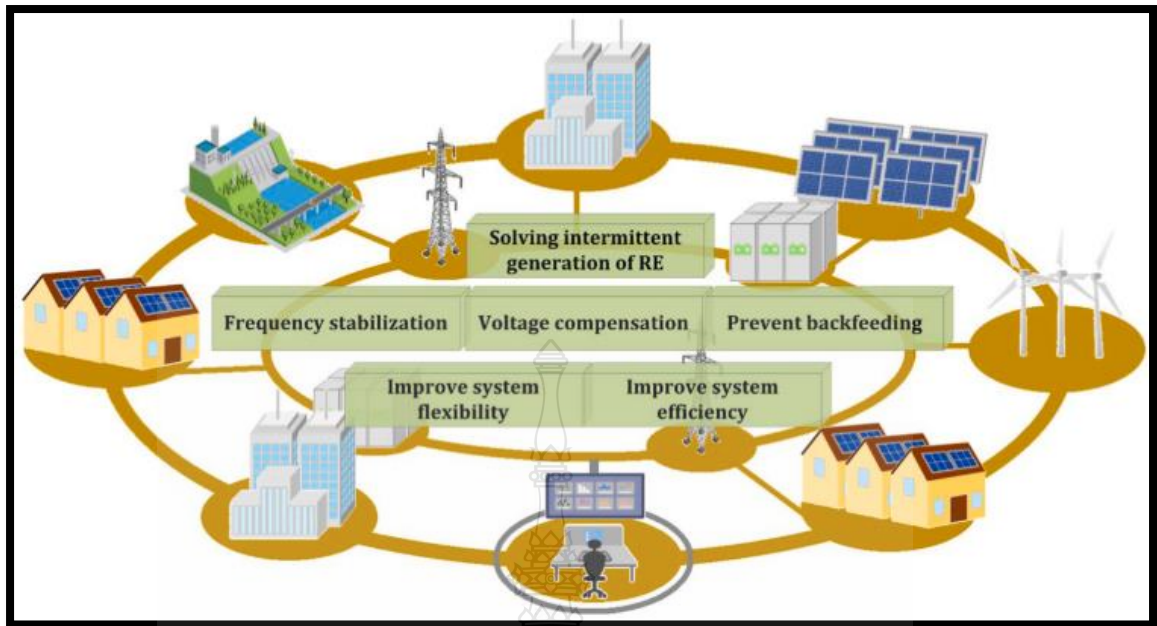 Solving intermittent
generation of RE
Frequency stabilization
Voltage compensation
Prevent backfeeding
Improve system
flexibility
Improve system
efficiency